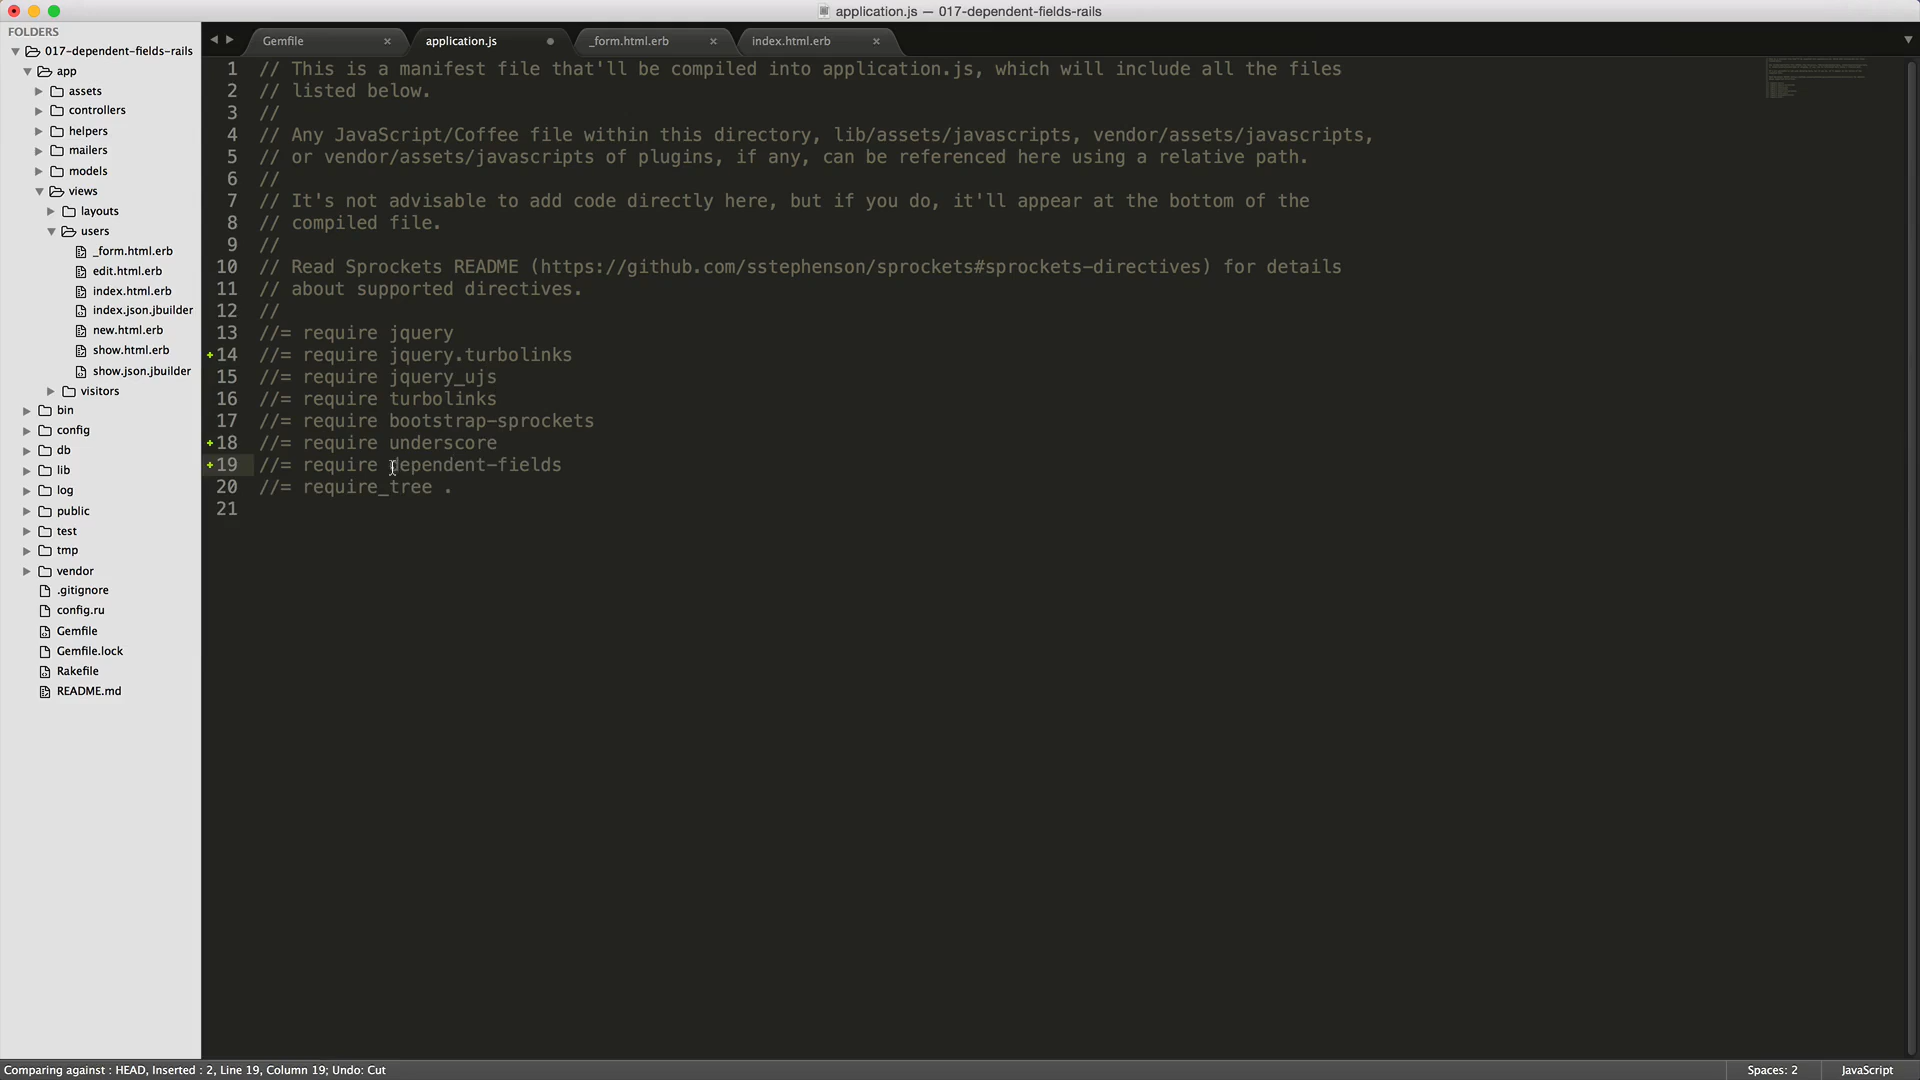 application.js — 017-dependent-fields-rails
FOLDERS
017-dependent-fields-rails
app
assets
controllers
helpers
mailers
models
views
layouts
users
_form.html.erb
edit.html.erb
index.html.erb
index.json.jbuilder
new.html.erb
show.html.erb
show.json.jbuilder
visitors
bin
config
db
lib
log
public
test
tmp
vendor
.gitignore
config.ru
Gemfile
Gemfile.lock
Rakefile
README.md
Gemfile application.js _form.html.erb index.html.erb
1 // This is a manifest file that'll be compiled into application.js, which will include all the files
2 // listed below.
3 //
4 // Any JavaScript/Coffee file within this directory, lib/assets/javascripts, vendor/assets/javascripts,
5 // or vendor/assets/javascripts of plugins, if any, can be referenced here using a relative path.
6 //
7 // It's not advisable to add code directly here, but if you do, it'll appear at the bottom of the
8 // compiled file.
9 //
10 // Read Sprockets README (https://github.com/sstephenson/sprockets#sprockets-directives) for details
11 // about supported directives.
12 //
13 //= require jquery
+14 //= require jquery.turbolinks
15 //= require jquery_ujs
16 //= require turbolinks
17 //= require bootstrap-sprockets
+18 //= require underscore
+19 //= require dependent-fields
20 //= require_tree .
21
Comparing against : HEAD, Inserted : 2, Line 19, Column 19; Undo: Cut
Spaces: 2
JavaScript